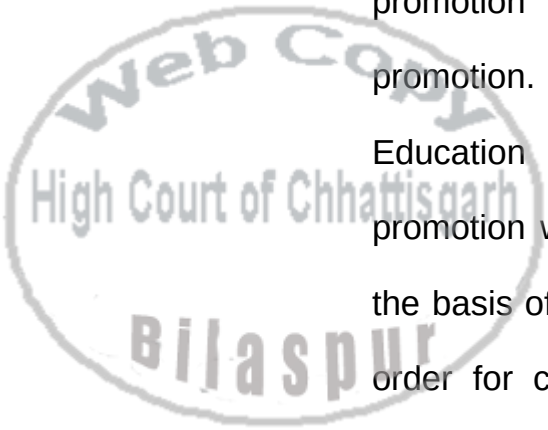 promotion
promotion.
Education
promotion w
the basis of
order for c
Web Copy
High Court of Chhattisgarh
Bilaspur